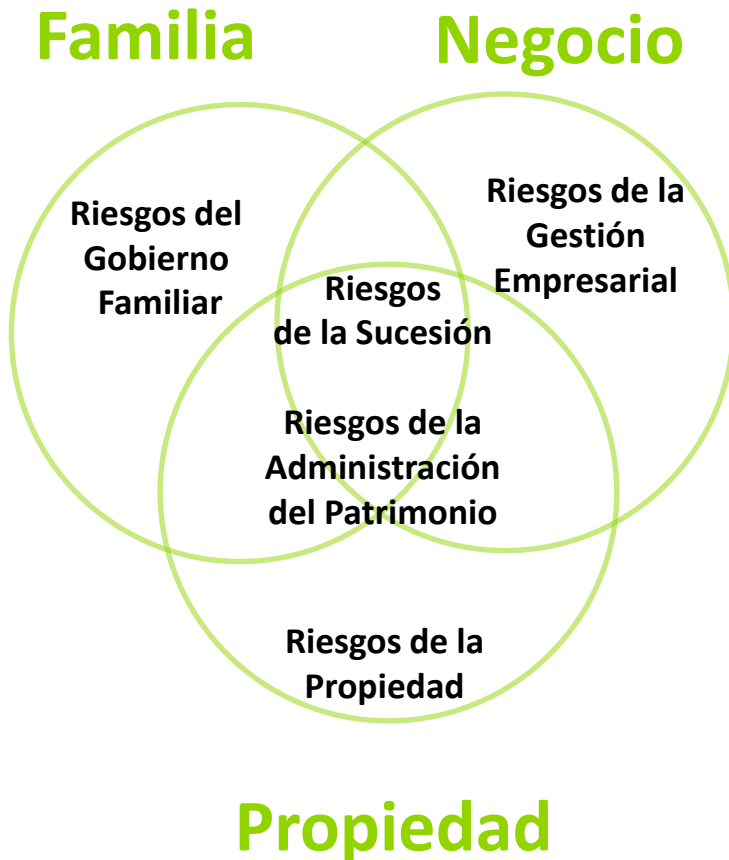 Familia
Negocio
Riesgos del
Gobierno
Familiar
Riesgos de la
Gestión
Empresarial
Riesgos
de la Sucesión
Riesgos de la
Administración
del Patrimonio
Riesgos de la
Propiedad
Propiedad